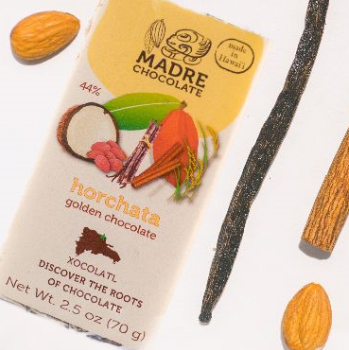 MADRE
CHOCOLATE
made
in
Hawai'i
44%
horchata
golden chocolate
XOCOLATL
DISCOVER THE ROOTS
OF CHOCOLATE
Net Wt. 2.5 oz (70 g)